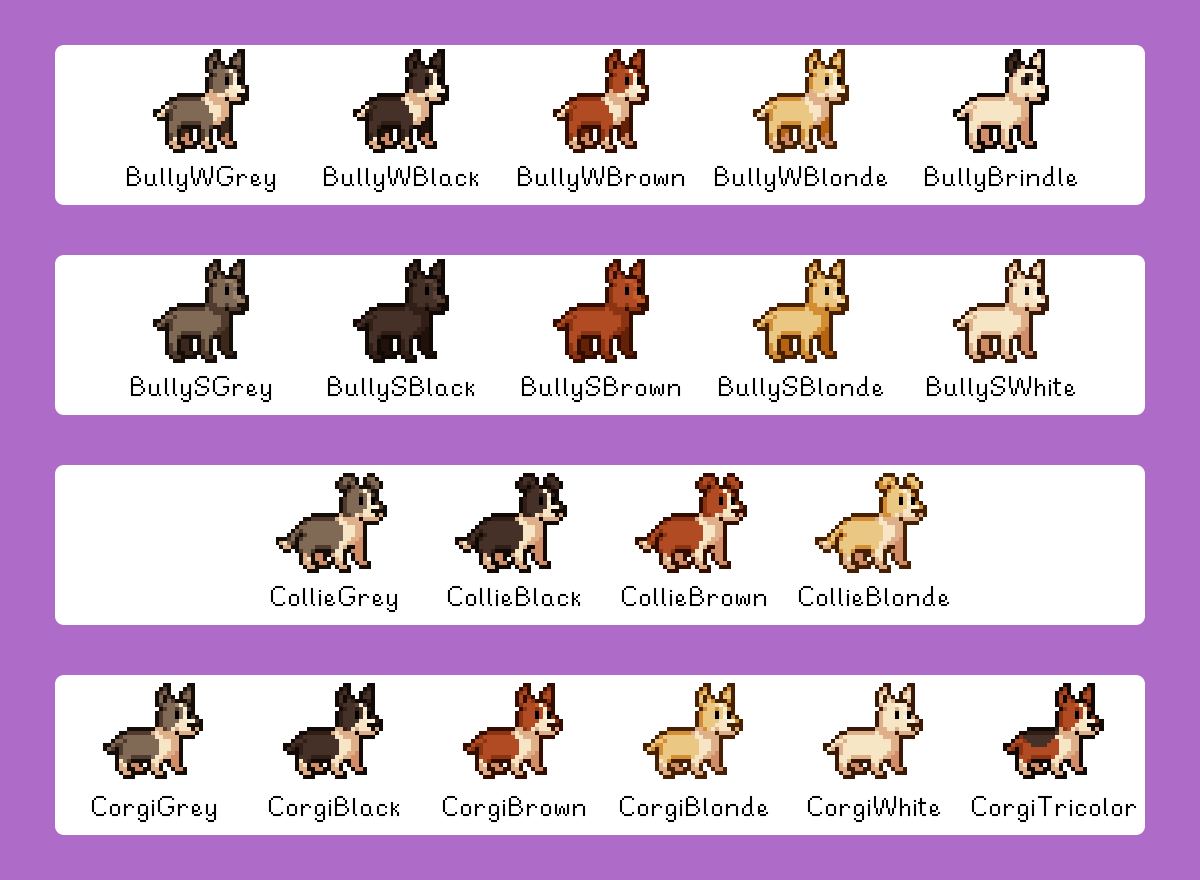 BullyWGrey BullyWBlack BullyWBrown BullyWBlonde BullyBrindle
BullySGrey BullySBlack BullySBrown BullySBlonde BullySWhite
CollieGrey CollieBlack CollieBrown CollieBlonde
CorgiGrey CorgiBlack CorgiBrown CorgiBlonde CorgiWhite CorgiTricolor